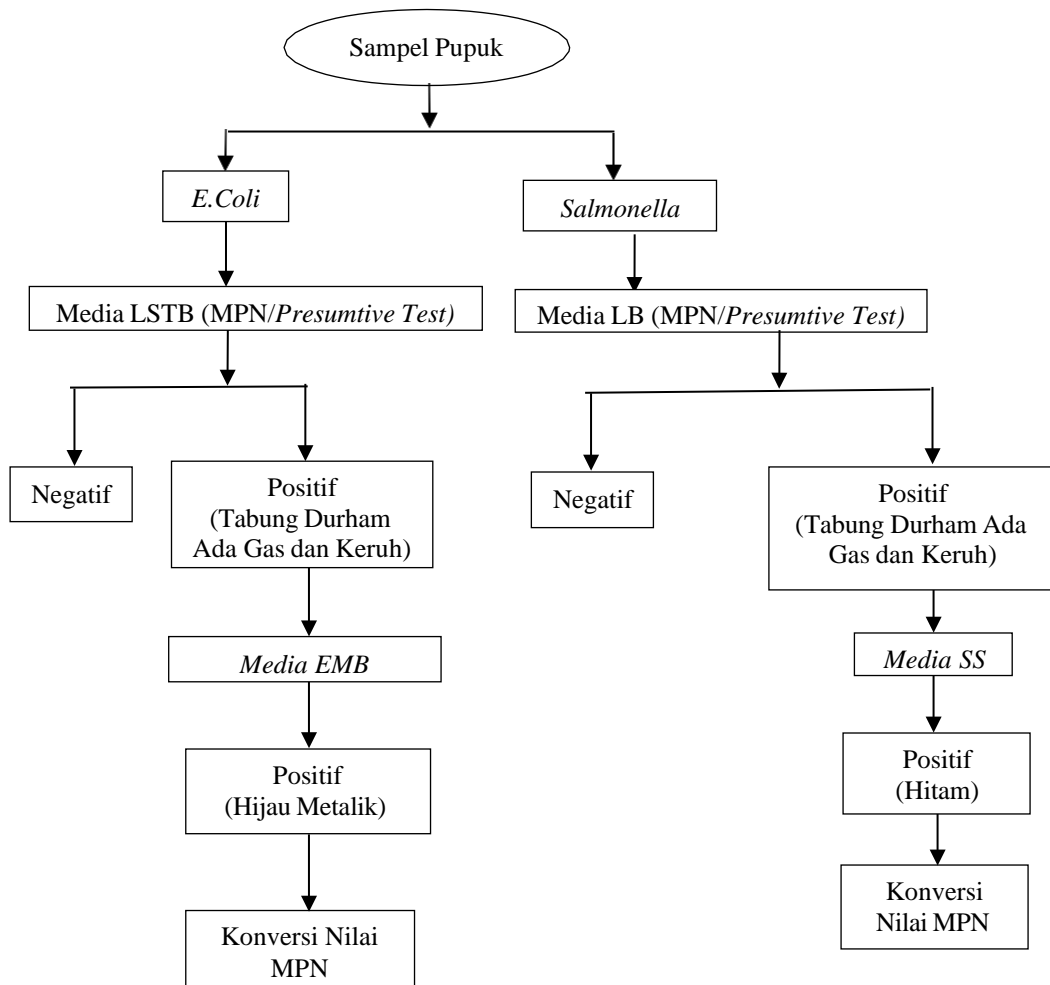 Sampel Pupuk
E.Coli
Salmonella
Media LSTB (MPN/Presumtive Test)
Media LB (MPN/Presumtive Test)
Negatif
Positif
(Tabung Durham
Ada Gas dan Keruh)
Negatif
Positif
(Tabung Durham Ada
Gas dan Keruh)
Media EMB
Media SS
Positif
(Hijau Metalik)
Positif
(Hitam)
Konversi Nilai
MPN
Konversi
Nilai MPN